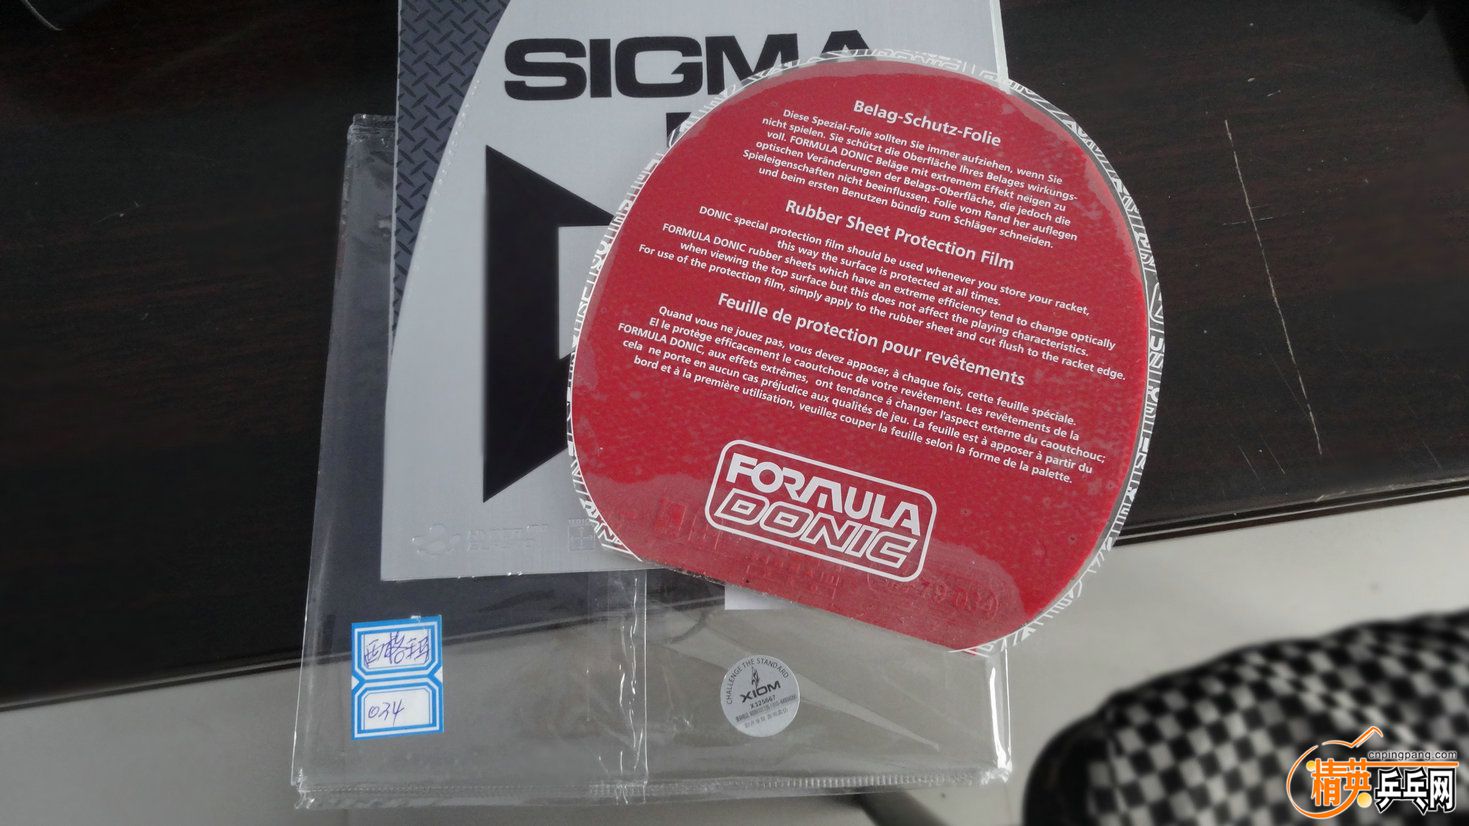 SIGMA
Belag-Schutz-Folie
Diese Spezial-Folie sollten Sie immer aufziehen, wenn Sie
nicht spielen. Sie schützt die Oberfläche Ihres Belages wirkungs-
voll. FORMULA DONIC Beläge mit extremem Effekt neigen zu
optischen Veränderungen der Belags-Oberfläche, die jedoch die
Spieleigenschaften nicht beeinflussen. Folie vom Rand her auflegen
und beim ersten Benutzen bündig zum Schläger schneiden.
Rubber Sheet Protection Film
DONIC special protection film should be used whenever you store your racket,
this way the surface is protected at all times.
FORMULA DONIC rubber sheets which have an extreme efficiency tend to change optically
when viewing the top surface but this does not affect the playing characteristics.
For use of the protection film, simply apply to the rubber sheet and cut flush to the racket edge.
Feuille de protection pour revêtements
Quand vous ne jouez pas, vous devez apposer, à chaque fois, cette feuille spéciale.
El le protège efficacement le caoutchouc de votre revêtement. Les revêtements de la
FORMULA DONIC, aux effets extrêmes, ont tendance á changer l'aspect externe du caoutchouc;
cela ne porte en aucun cas préjudice aux qualités de jeu. La feuille est à apposer à partir du
bord et à la première utilisation, veuillez couper la feuille selon la forme de la palette.
FORMULA
DONIC
西格玛
034
CHALLENGE THE STANDARD
XIOM
X125667
cnpingpang.com
精英乒乓网